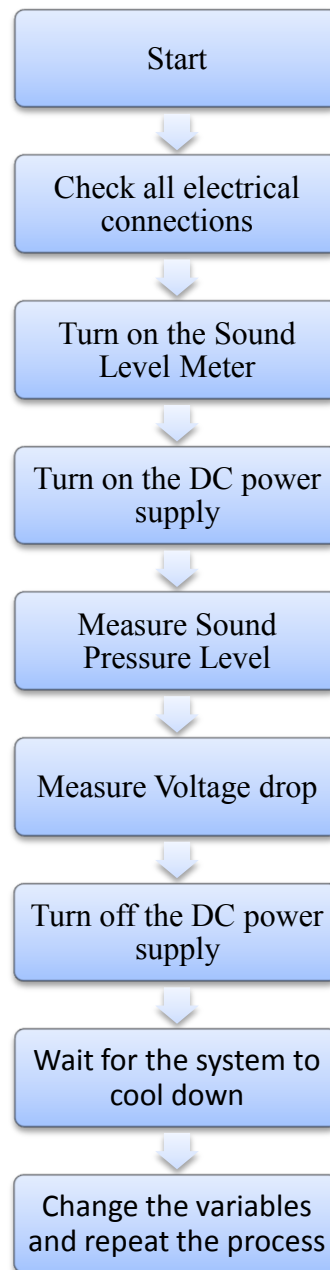 Start
Check all electrical
connections
Turn on the Sound
Level Meter
Turn on the DC power
supply
Measure Sound
Pressure Level
Measure Voltage drop
Turn off the DC power
supply
Wait for the system to
cool down
Change the variables
and repeat the process